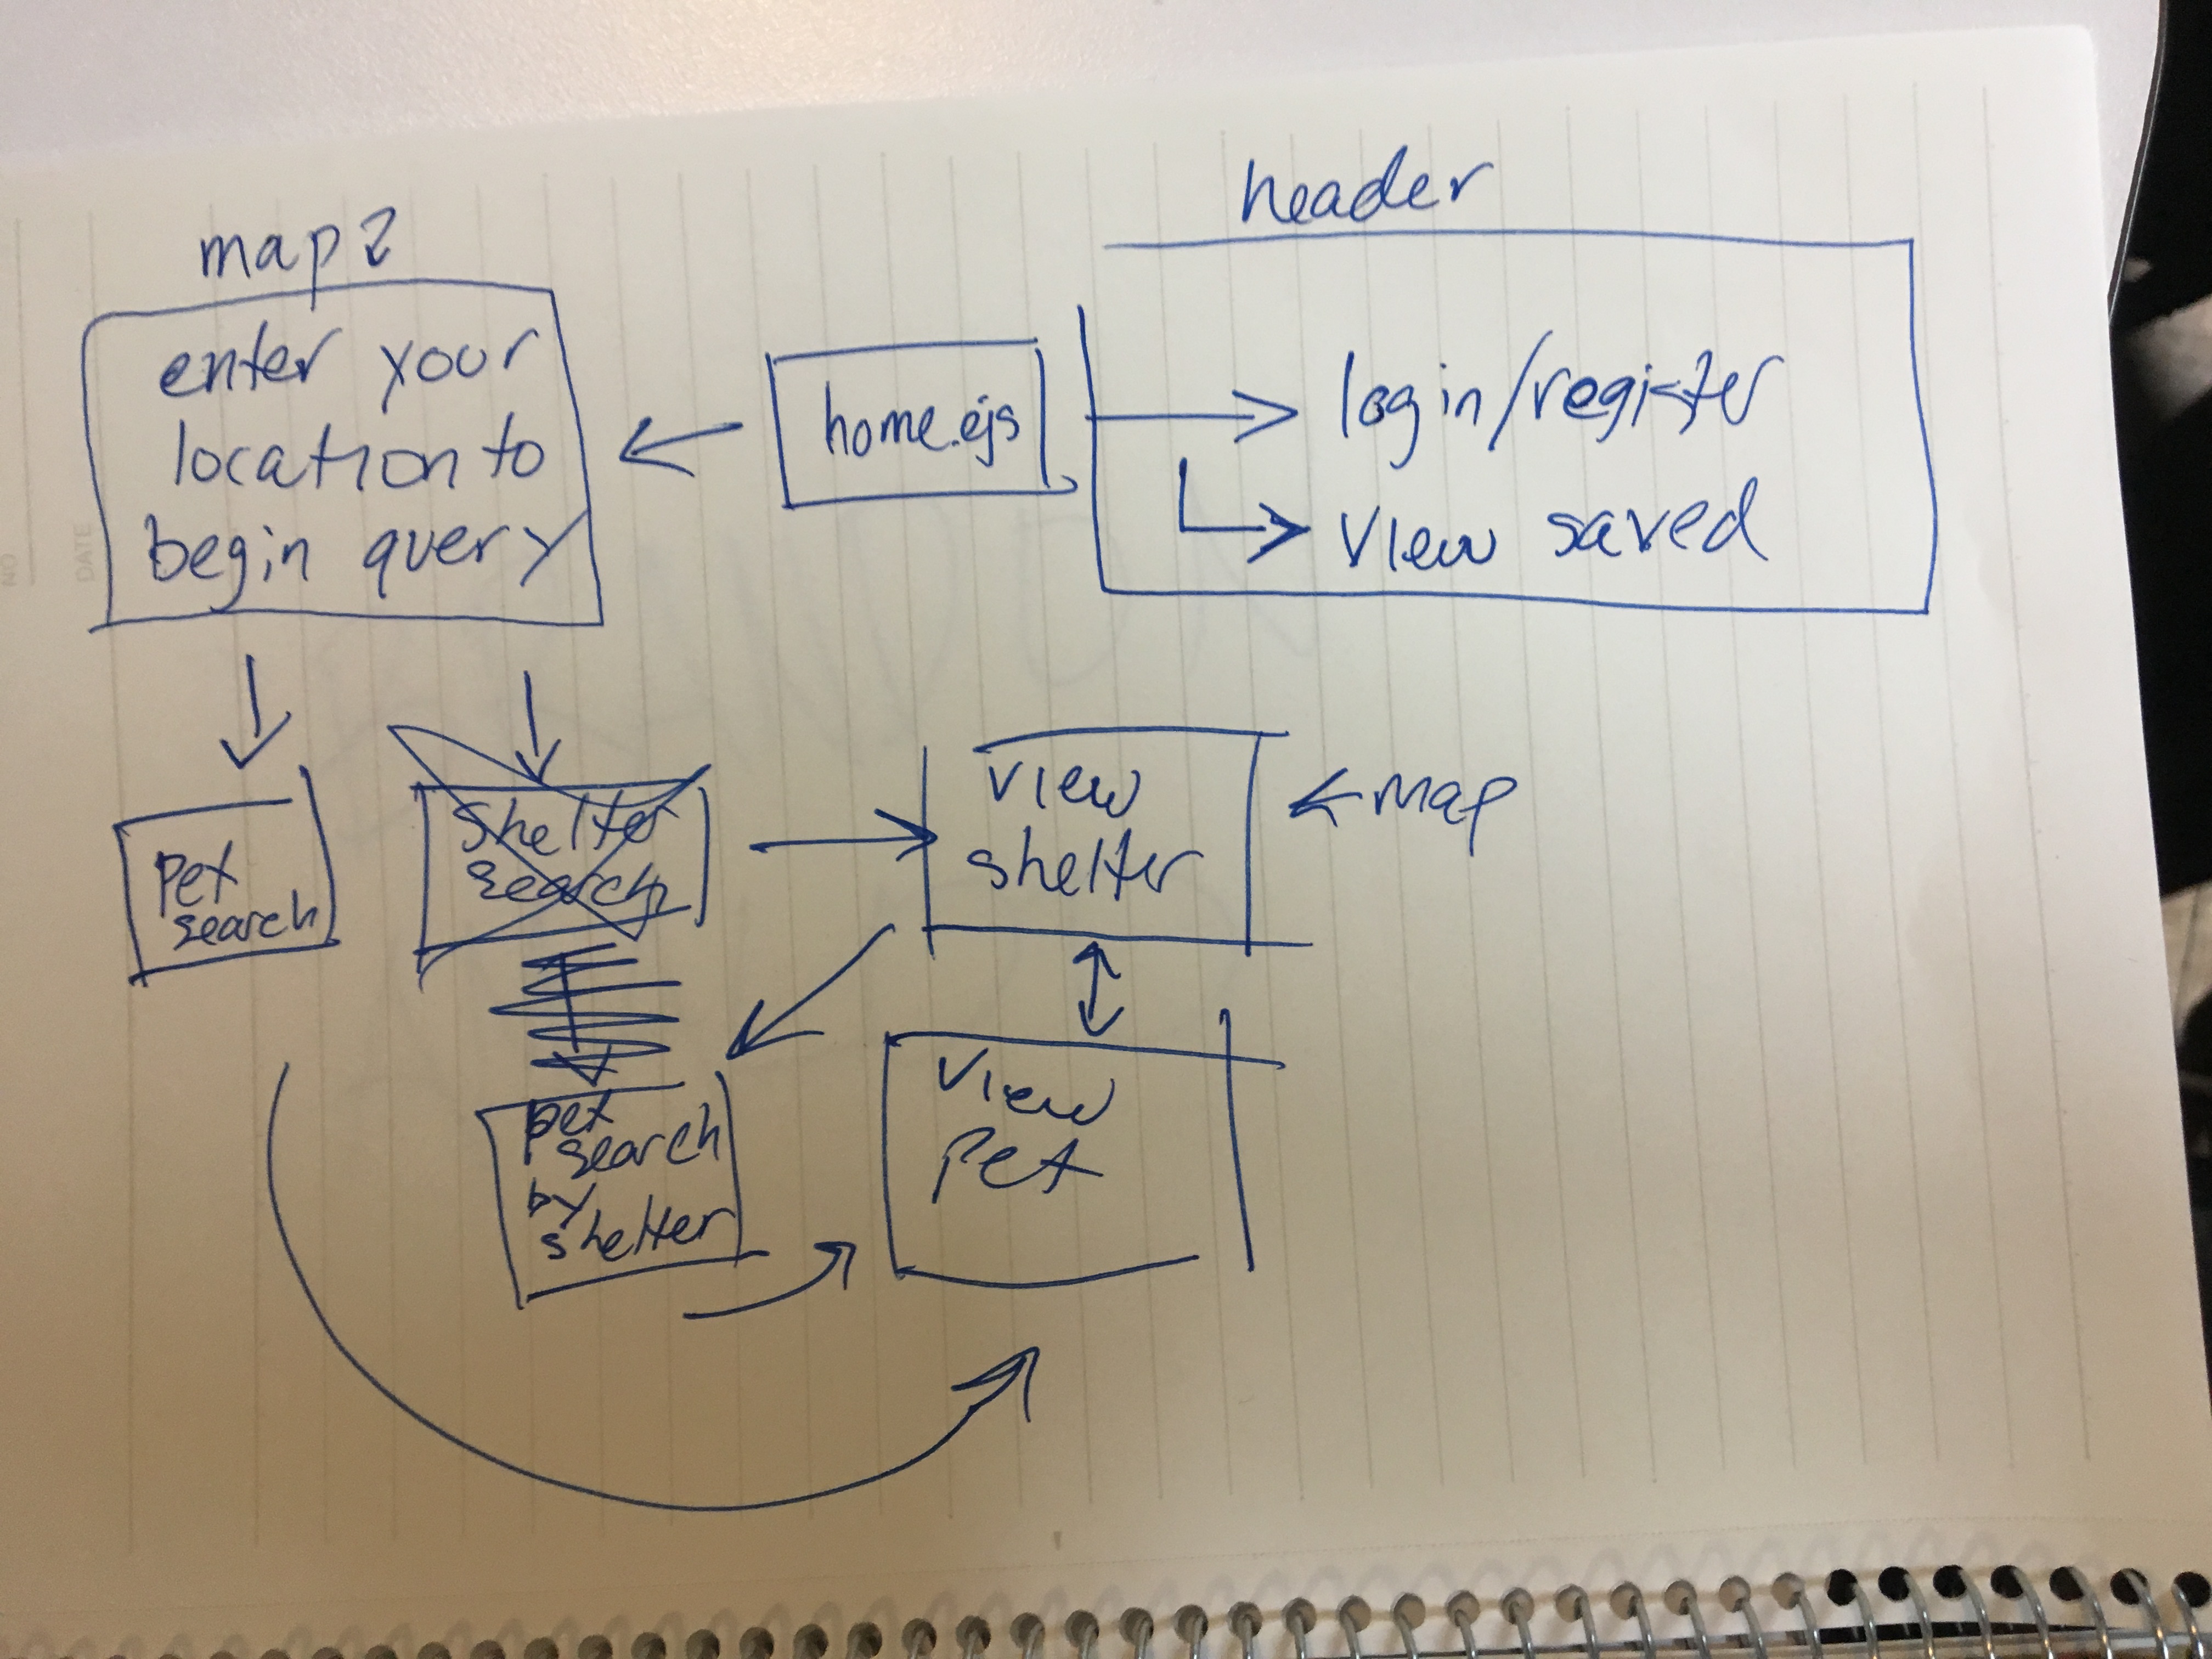 NO
DATE
map?
header
enter your
location to
begin query
home.ejs
login/register
view saved
Pet
search
shelter
search
view
shelter
map
Pet
search
by
shelter
view
Pet